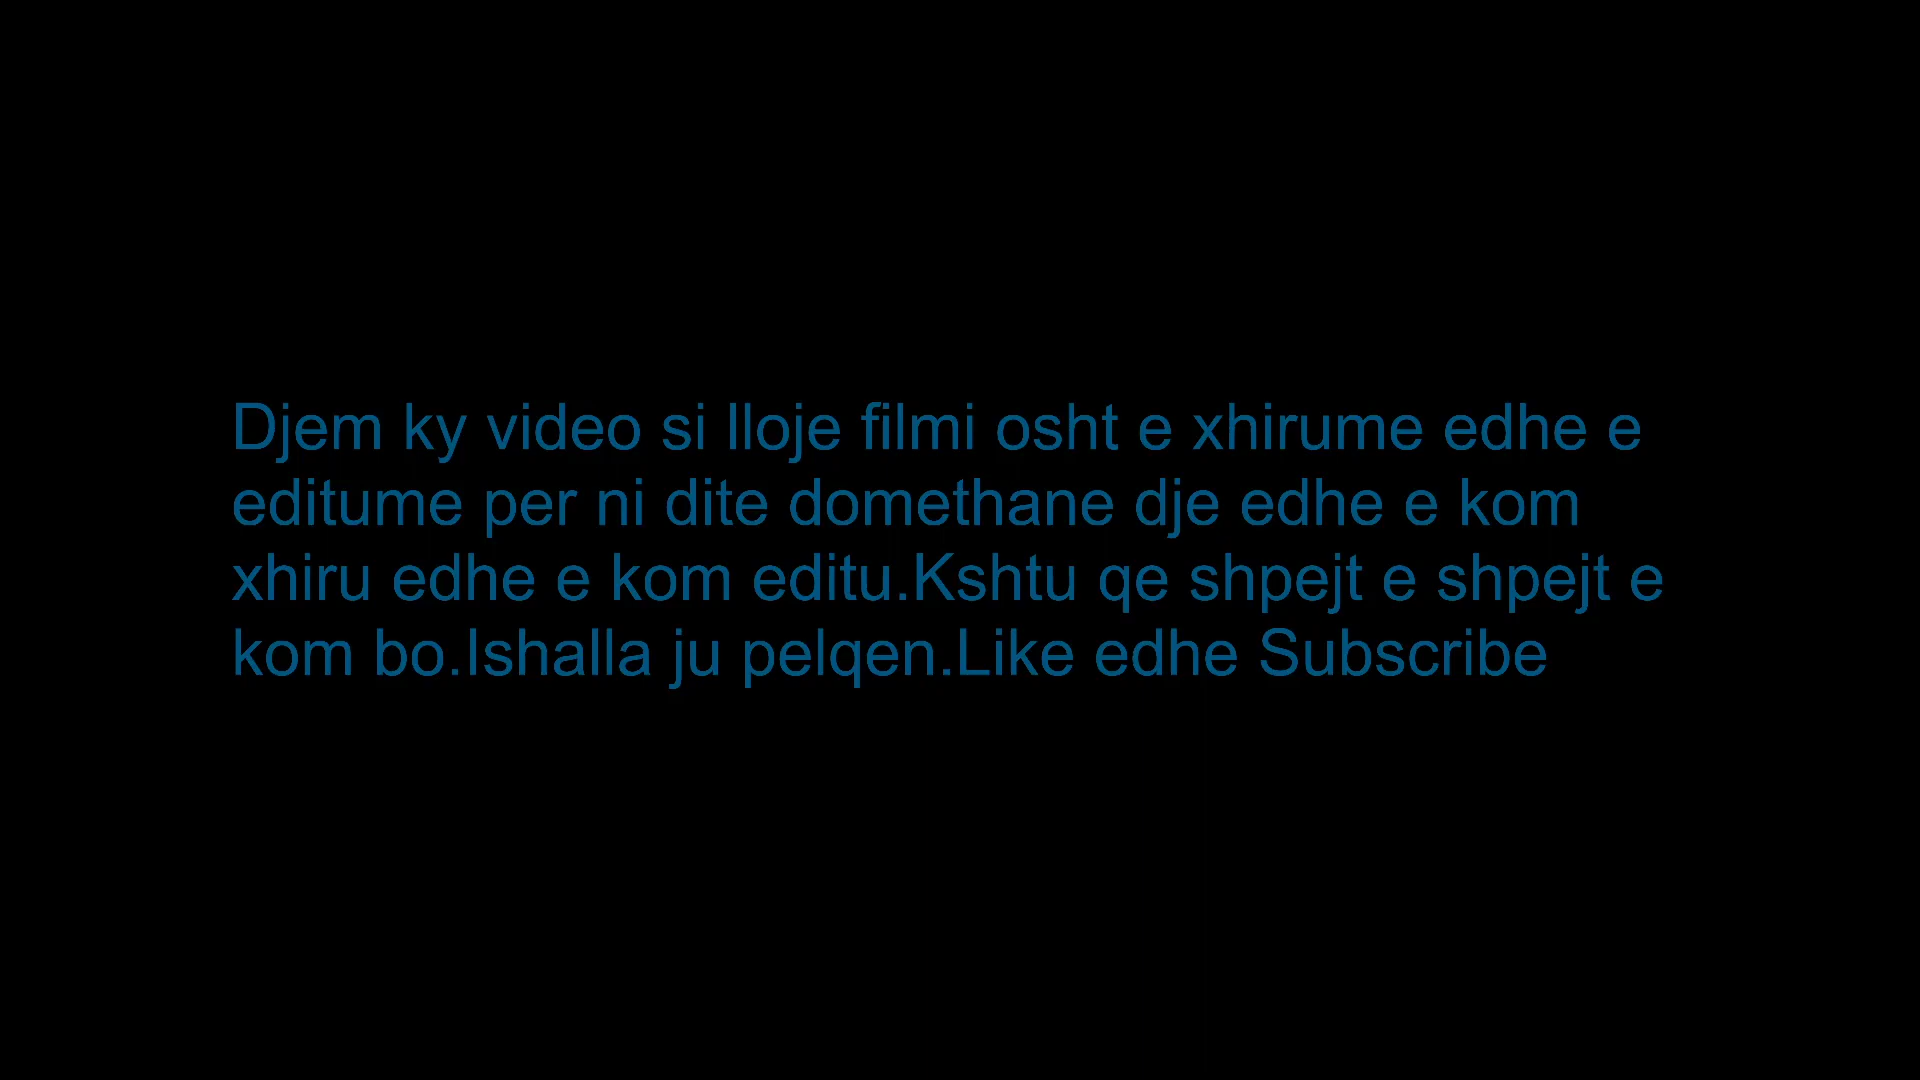 Djem ky video si lloje filmi osht e xhirume edhe e
editume per ni dite domethane dje edhe e kom
xhiru edhe e kom editu.Kshtu qe shpejt e shpejt e
kom bo.Ishalla ju pelqen.Like edhe Subscribe